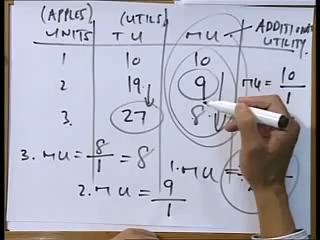 (APPLES) (UTILS)
UNITS TU MU ADDITIONAL UTILITY
1 10 10
2 19 9 MU = 10/1
3. 27 8
3. MU = 8/1 = 8
1. MU =
2. MU = 9/1